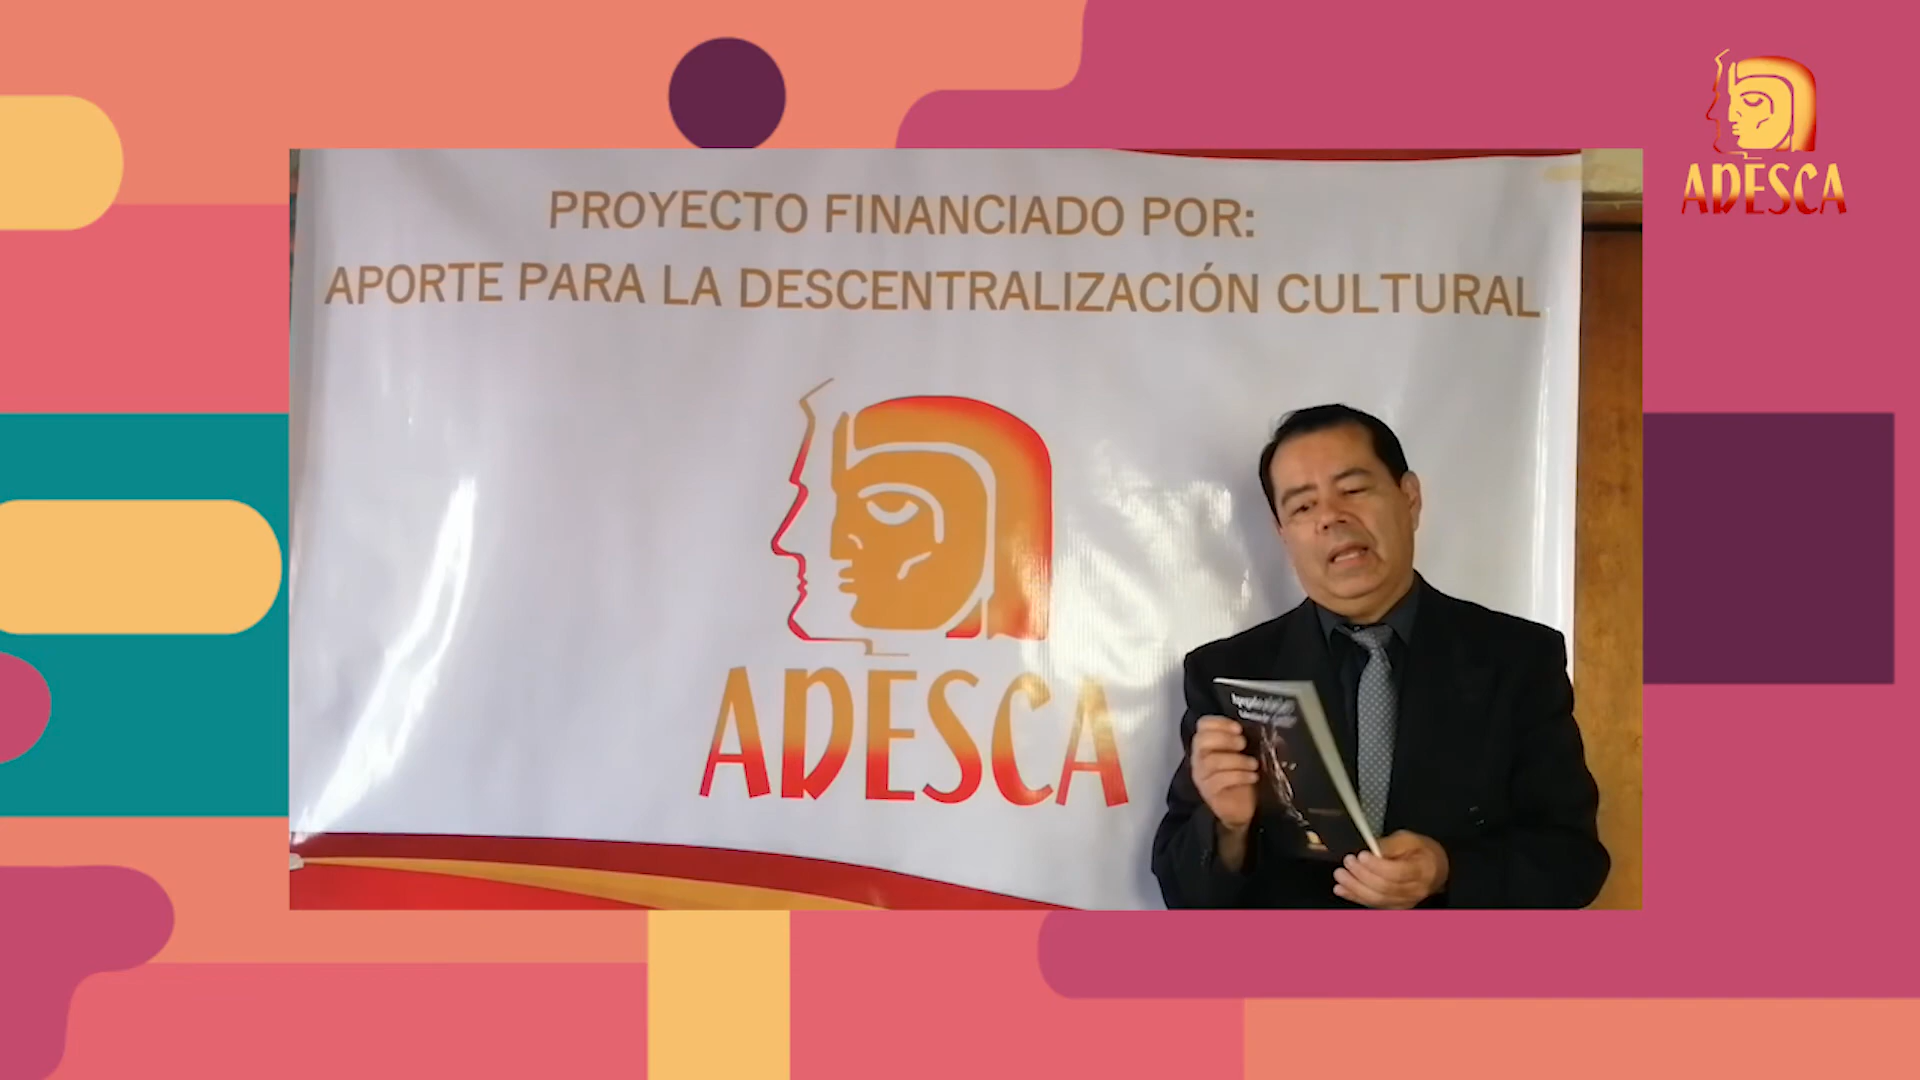 ADESCA
PROYECTO FINANCIADO POR:
APORTE PARA LA DESCENTRALIZACIÓN CULTURAL
ADESCA